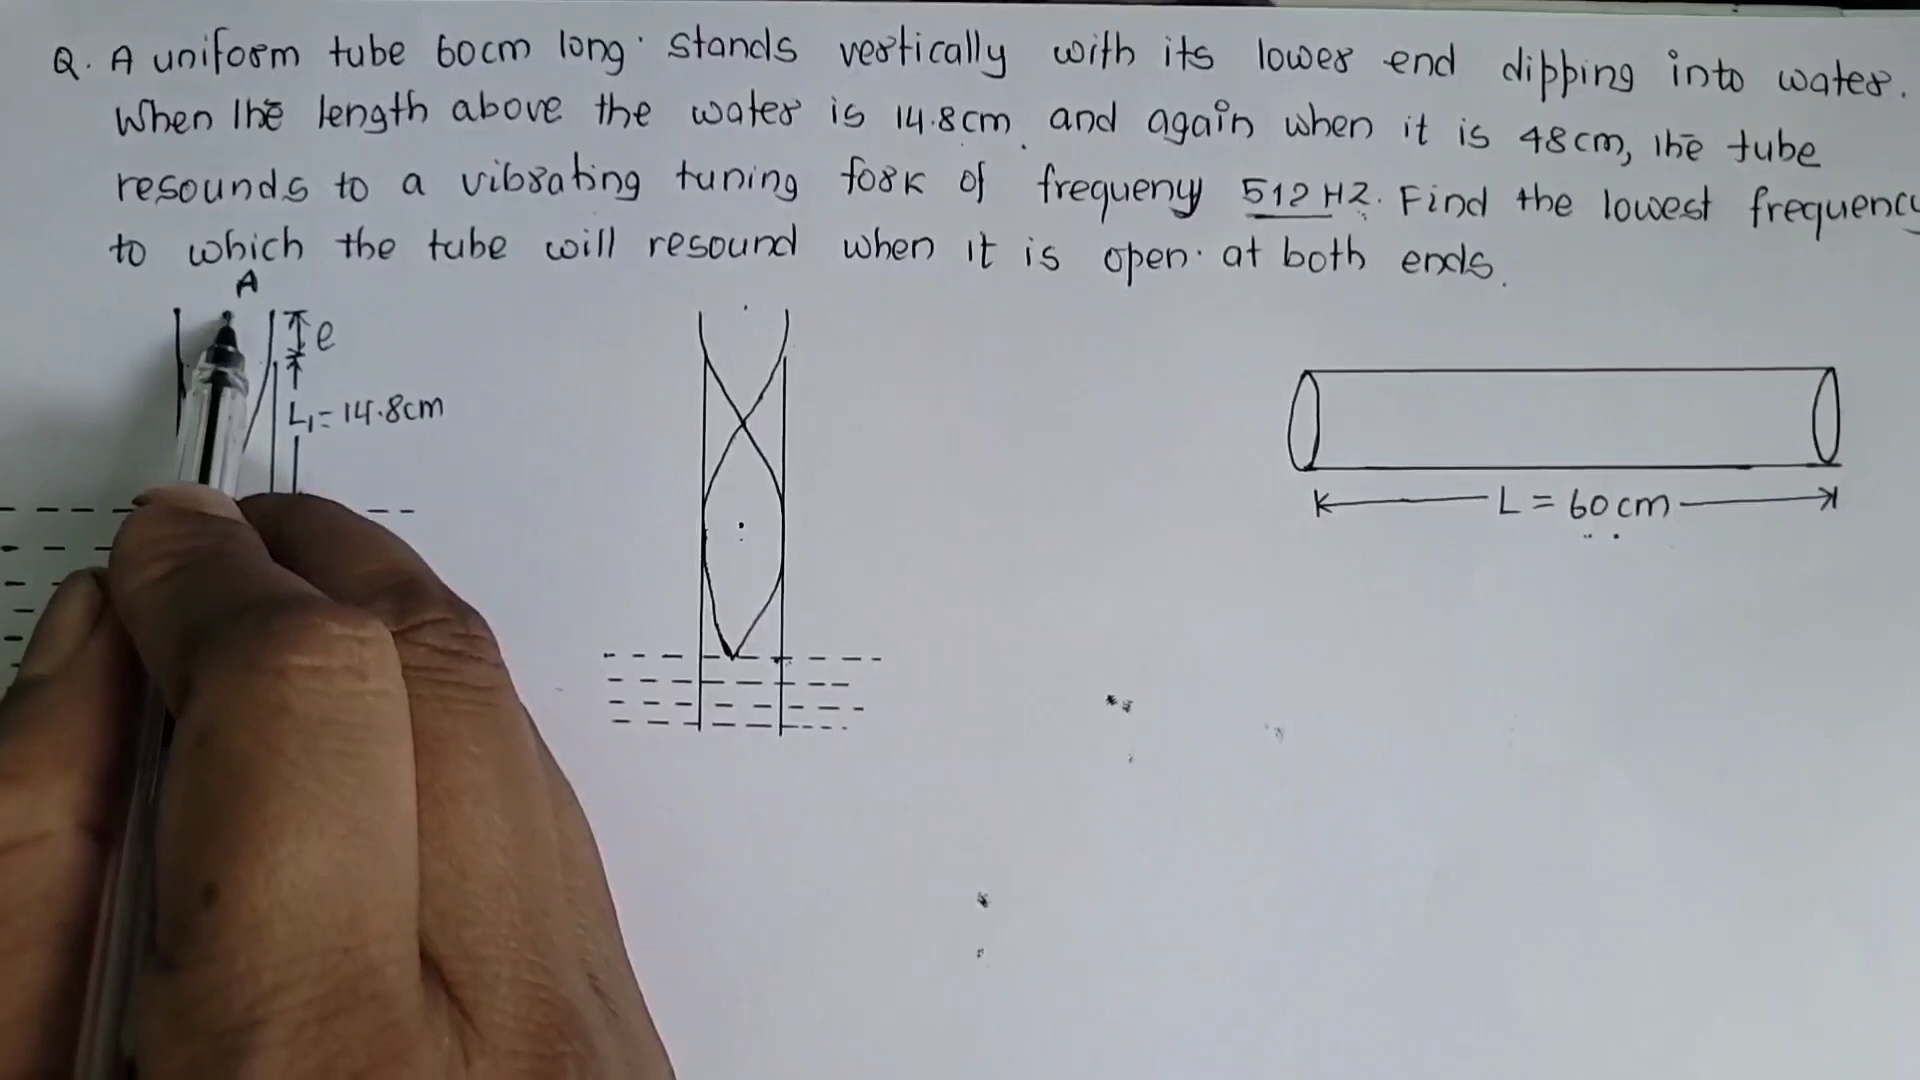 Q. A uniform tube 60cm long stands vertically with its lower end dipping into water.
When the length above the water is 14.8cm and again when it is 48cm, the tube
resounds to a vibrating tuning fork of frequeny 512 HZ. Find the lowest frequency
to which the tube will resound when it is open at both ends.
A
e
L1 = 14.8cm
L = 60cm